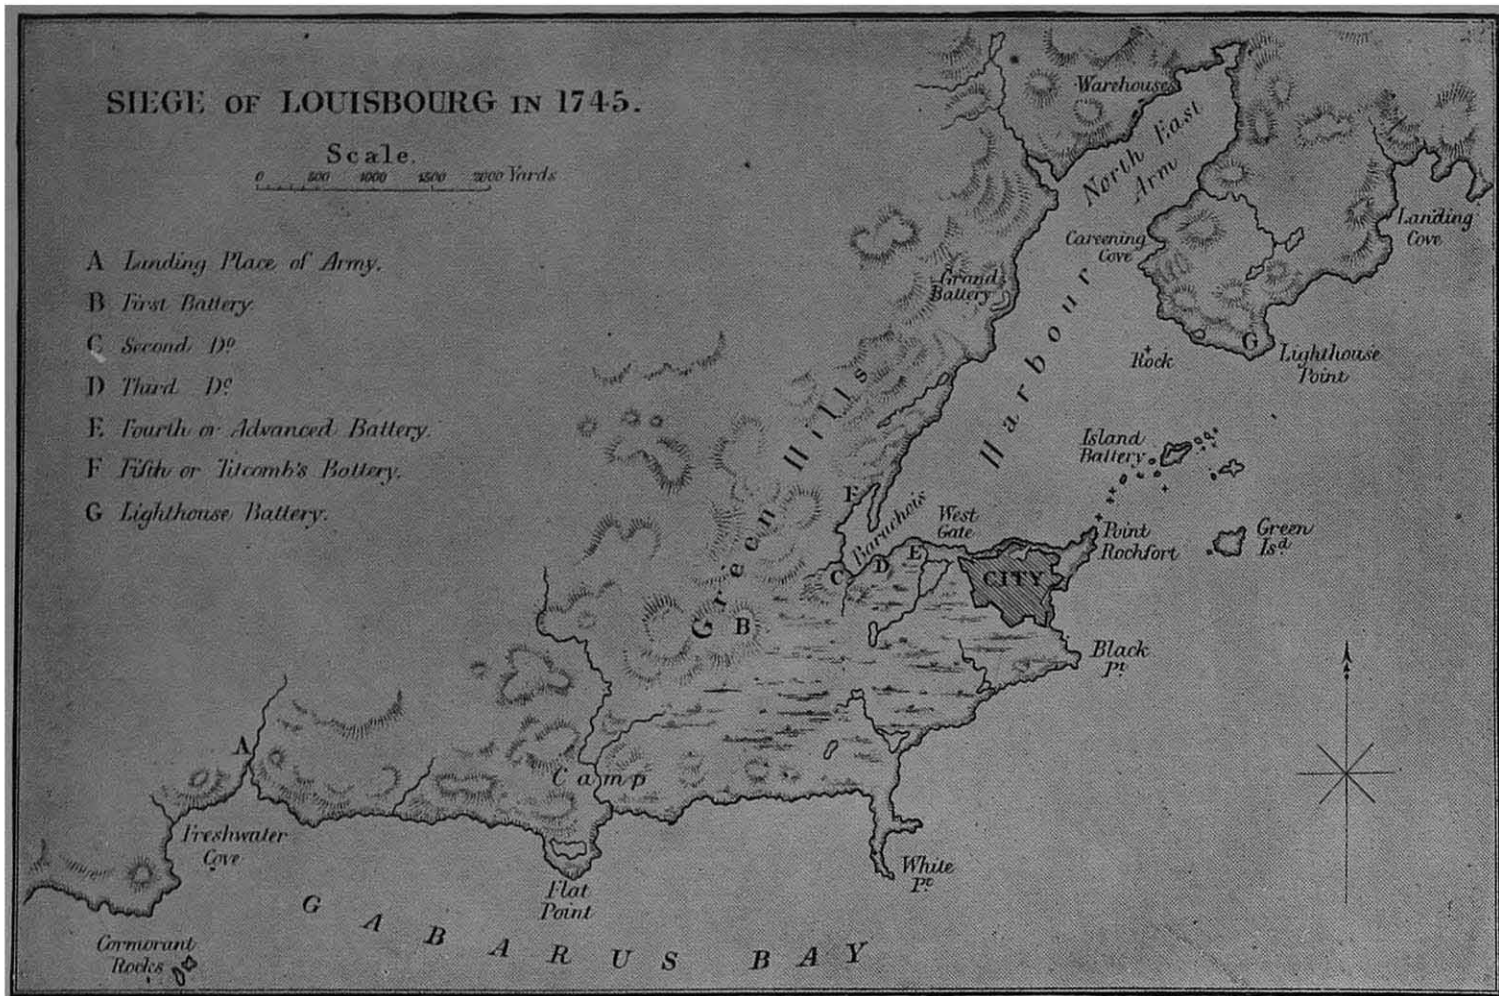 SIEGE OF LOUISBOURG IN 1745.
Scale.
0 500 1000 1500 2000 Yards
A Landing Place of Army.
B First Battery
C Second Dº
D Third Dº
E Fourth or Advanced Battery.
F Fifth or Titcomb's Battery.
G Lighthouse Battery.
Warehouses
North East
Arm
Landing
Cove
Careening
Cove
Grand
Battery
Harbour
G
Lighthouse
Point
Rock
Green Hills
Island
Battery
F
Barachois
West
Gate
Point
Rochfort
Green
Isd
C
D
E
CITY
B
Black
Pt
A
Camp
Freshwater
Cove
White
Pt
Flat
Point
GABARUS BAY
Cormorant
Rocks